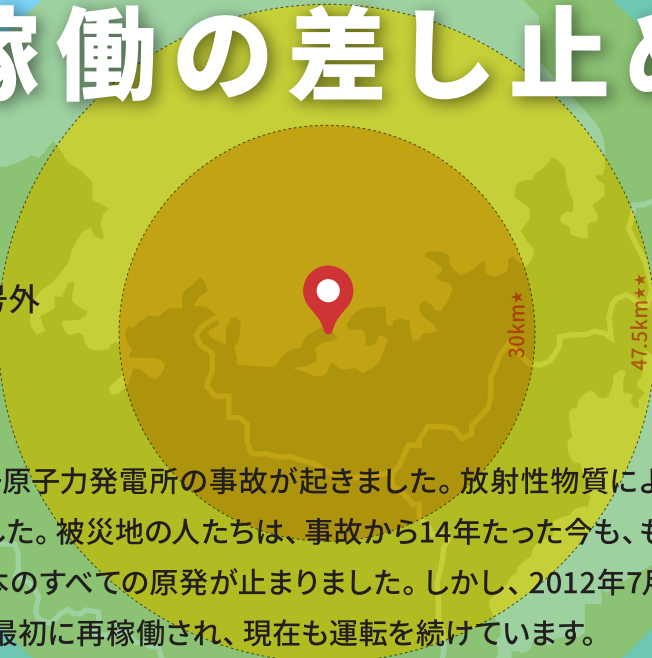 稼働の差し止め
号外
30km★
47.5km★★
原子力発電所の事故が起きました。放射性物質によ
した。被災地の人たちは、事故から14年たった今も、も
本のすべての原発が止まりました。しかし、2012年7月
最初に再稼働され、現在も運転を続けています。